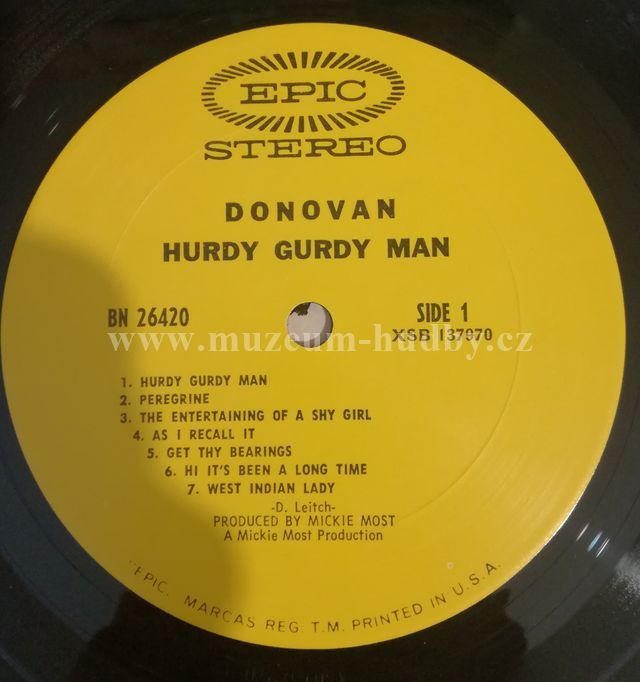 EPIC
STEREO
DONOVAN
HURDY GURDY MAN
BN 26420
SIDE 1
XSB 137970
www.muzeum-hudby.cz
1. HURDY GURDY MAN
2. PEREGRINE
3. THE ENTERTAINING OF A SHY GIRL
4. AS I RECALL IT
5. GET THY BEARINGS
6. HI IT'S BEEN A LONG TIME
7. WEST INDIAN LADY
-D. Leitch-
PRODUCED BY MICKIE MOST
A Mickie Most Production
"EPIC. MARCAS REG. T.M. PRINTED IN U.S.A.